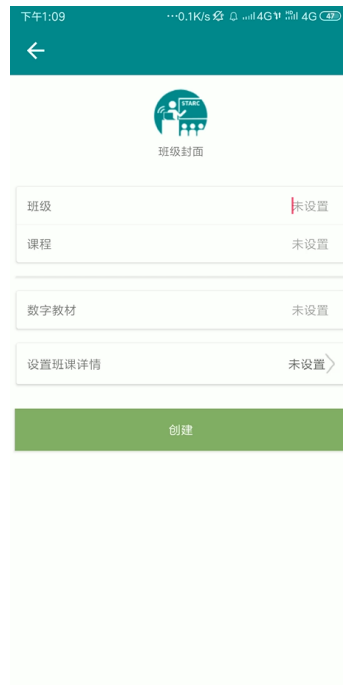 下午1:09 ···0.1K/s 4G HD 4G 47
STARC
班级封面
班级 未设置
课程 未设置
数字教材 未设置
设置班课详情 未设置
创建